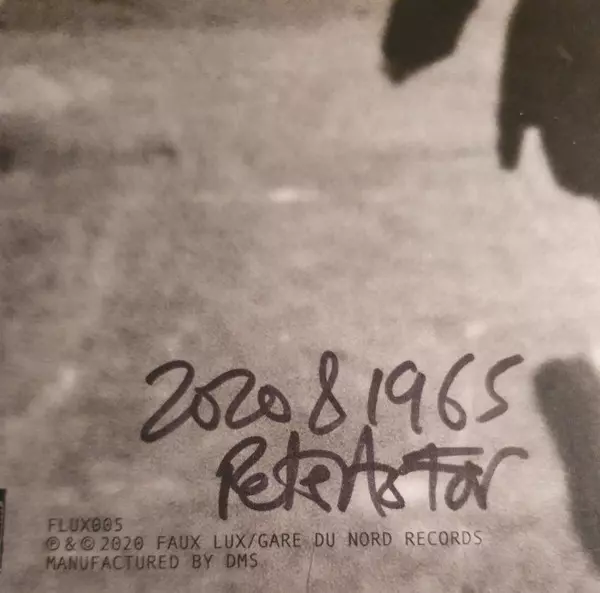 2020 & 1965
Pete Astor
FLUX005
℗ & © 2020 FAUX LUX/GARE DU NORD RECORDS
MANUFACTURED BY DMS